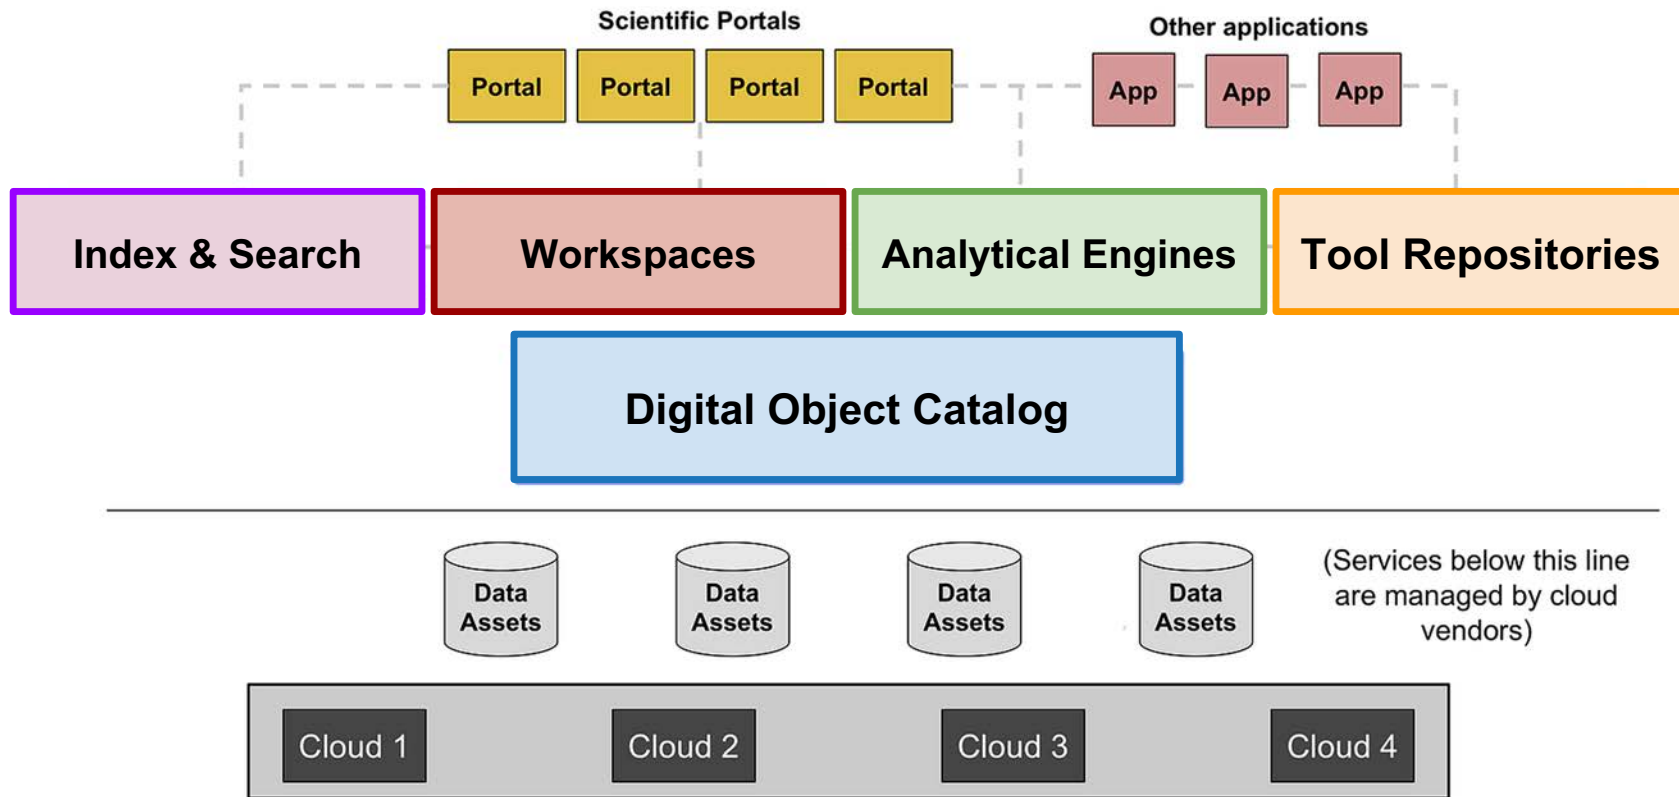 Scientific Portals
Other applications
Portal
Portal
Portal
Portal
App
App
App
Index & Search
Workspaces
Analytical Engines
Tool Repositories
Digital Object Catalog
Data
Assets
Data
Assets
Data
Assets
Data
Assets
(Services below this line
are managed by cloud
vendors)
Cloud 1
Cloud 2
Cloud 3
Cloud 4